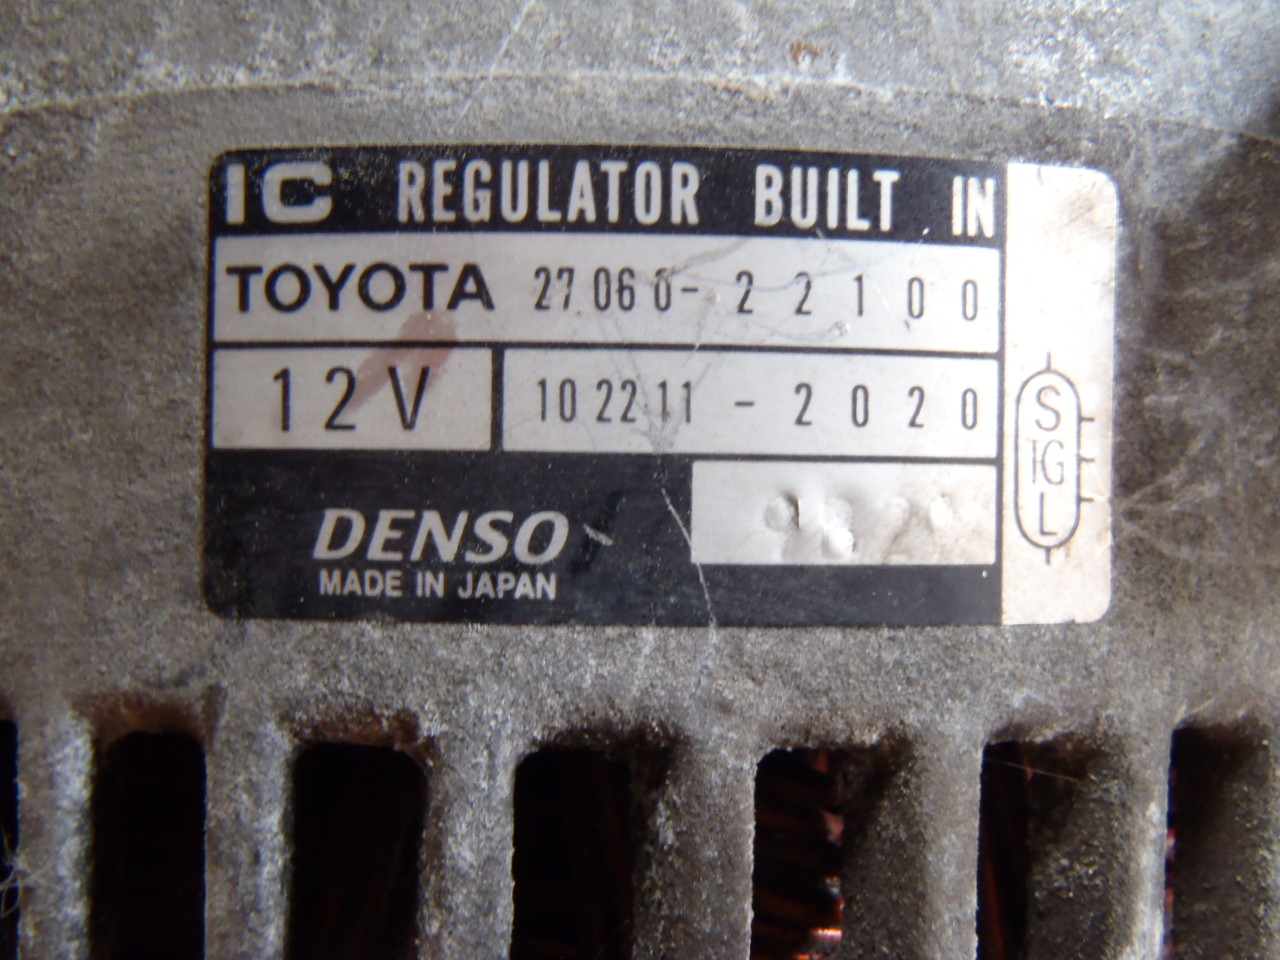 IC REGULATOR BUILT IN
TOYOTA 27060-22100
12V 102211-2020
DENSO
MADE IN JAPAN
S
IG
L